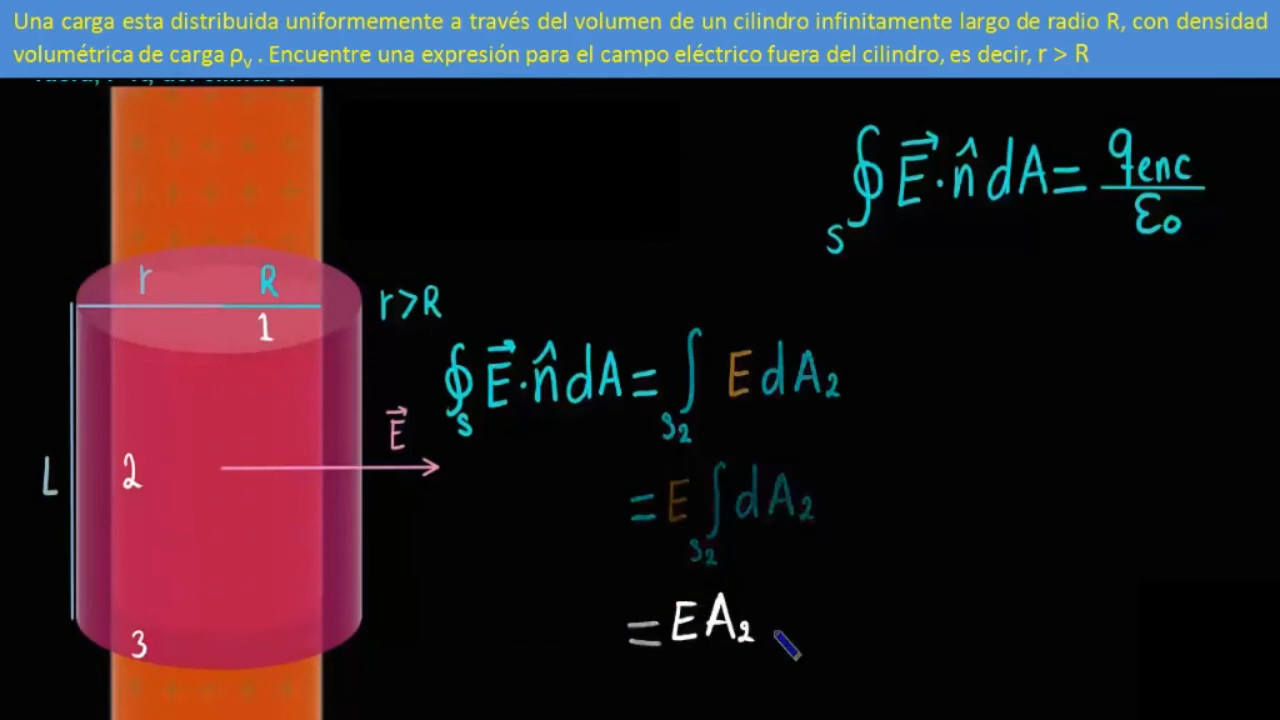 Una carga esta distribuida uniformemente a través del volumen de un cilindro infinitamente largo de radio R, con densidad
volumétrica de carga ρᵥ . Encuentre una expresión para el campo eléctrico fuera del cilindro, es decir, r > R
∮ₛ E⃗·n̂ dA = qenc/ε₀
r R
1
r>R
∮ₛ E⃗·n̂ dA = ∫S₂ E dA₂
E⃗
L 2
= E ∫S₂ dA₂
= EA₂
3